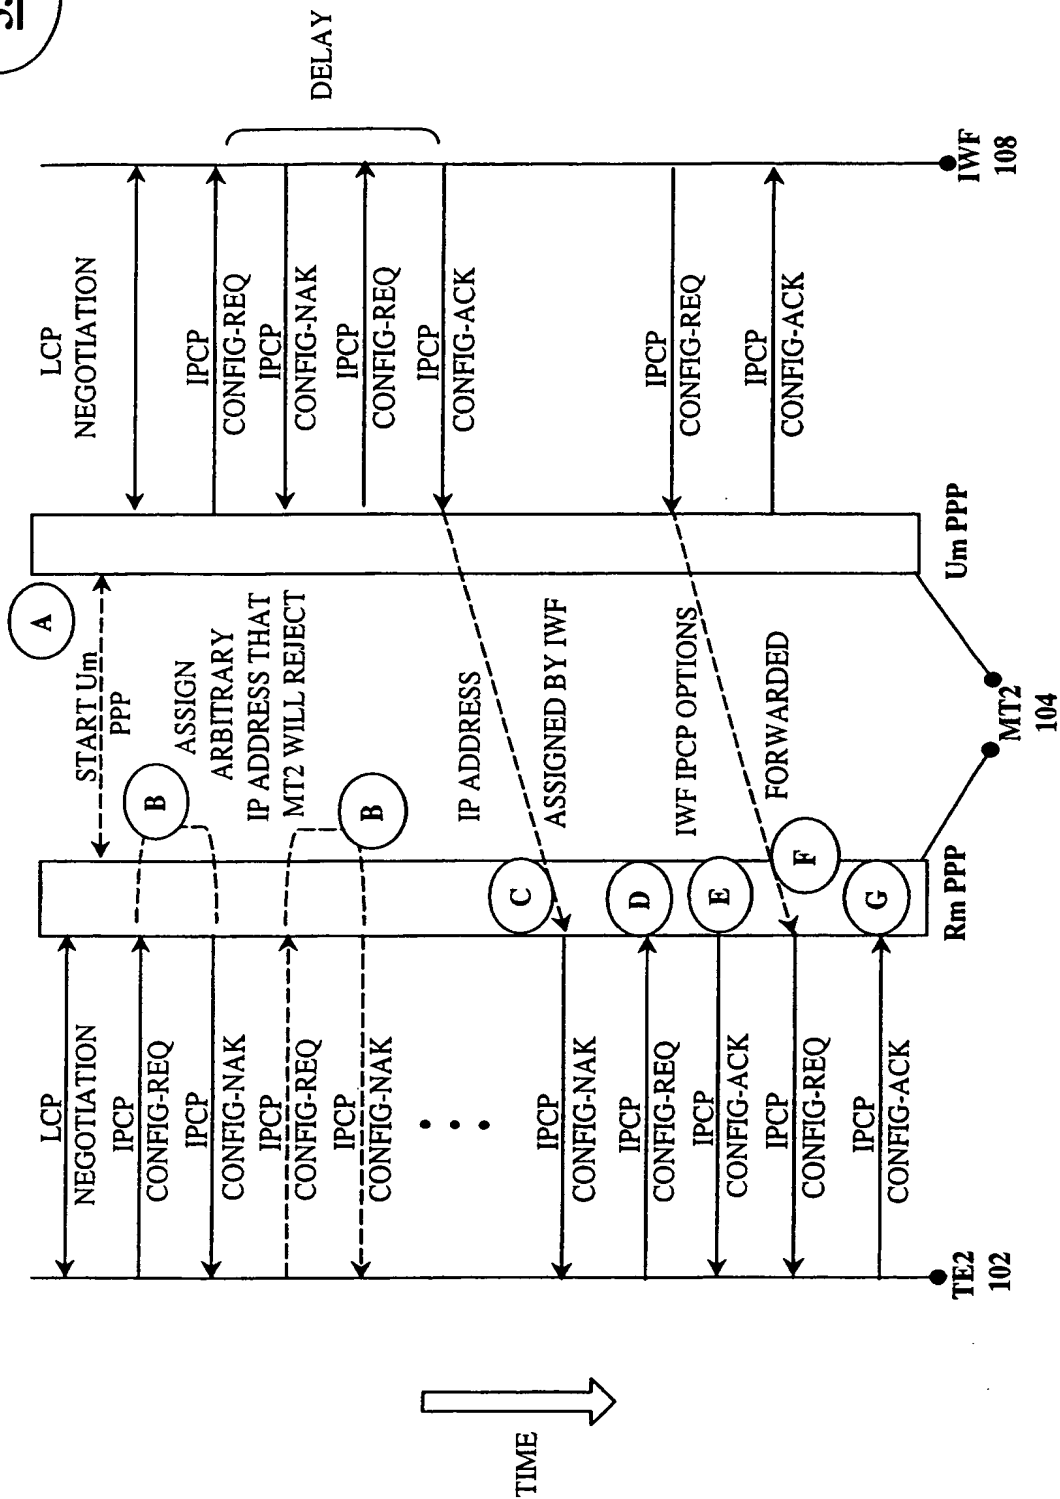 LCP
NEGOTIATION
IPCP
CONFIG-REQ
IPCP
CONFIG-NAK
IPCP
CONFIG-REQ
IPCP
CONFIG-NAK
IPCP
CONFIG-NAK
IPCP
CONFIG-REQ
IPCP
CONFIG-ACK
IPCP
CONFIG-REQ
IPCP
CONFIG-ACK
TIME
A
START Um
PPP
B
ASSIGN
ARBITRARY
IP ADDRESS THAT
MT2 WILL REJECT
B
IP ADDRESS
ASSIGNED BY IWF
C
D
IWF IPCP OPTIONS
FORWARDED
E
F
G
LCP
NEGOTIATION
IPCP
CONFIG-REQ
IPCP
CONFIG-NAK
IPCP
CONFIG-REQ
IPCP
CONFIG-ACK
IPCP
CONFIG-REQ
IPCP
CONFIG-ACK
DELAY
TE2
102
Rm PPP
MT2
104
Um PPP
IWF
108